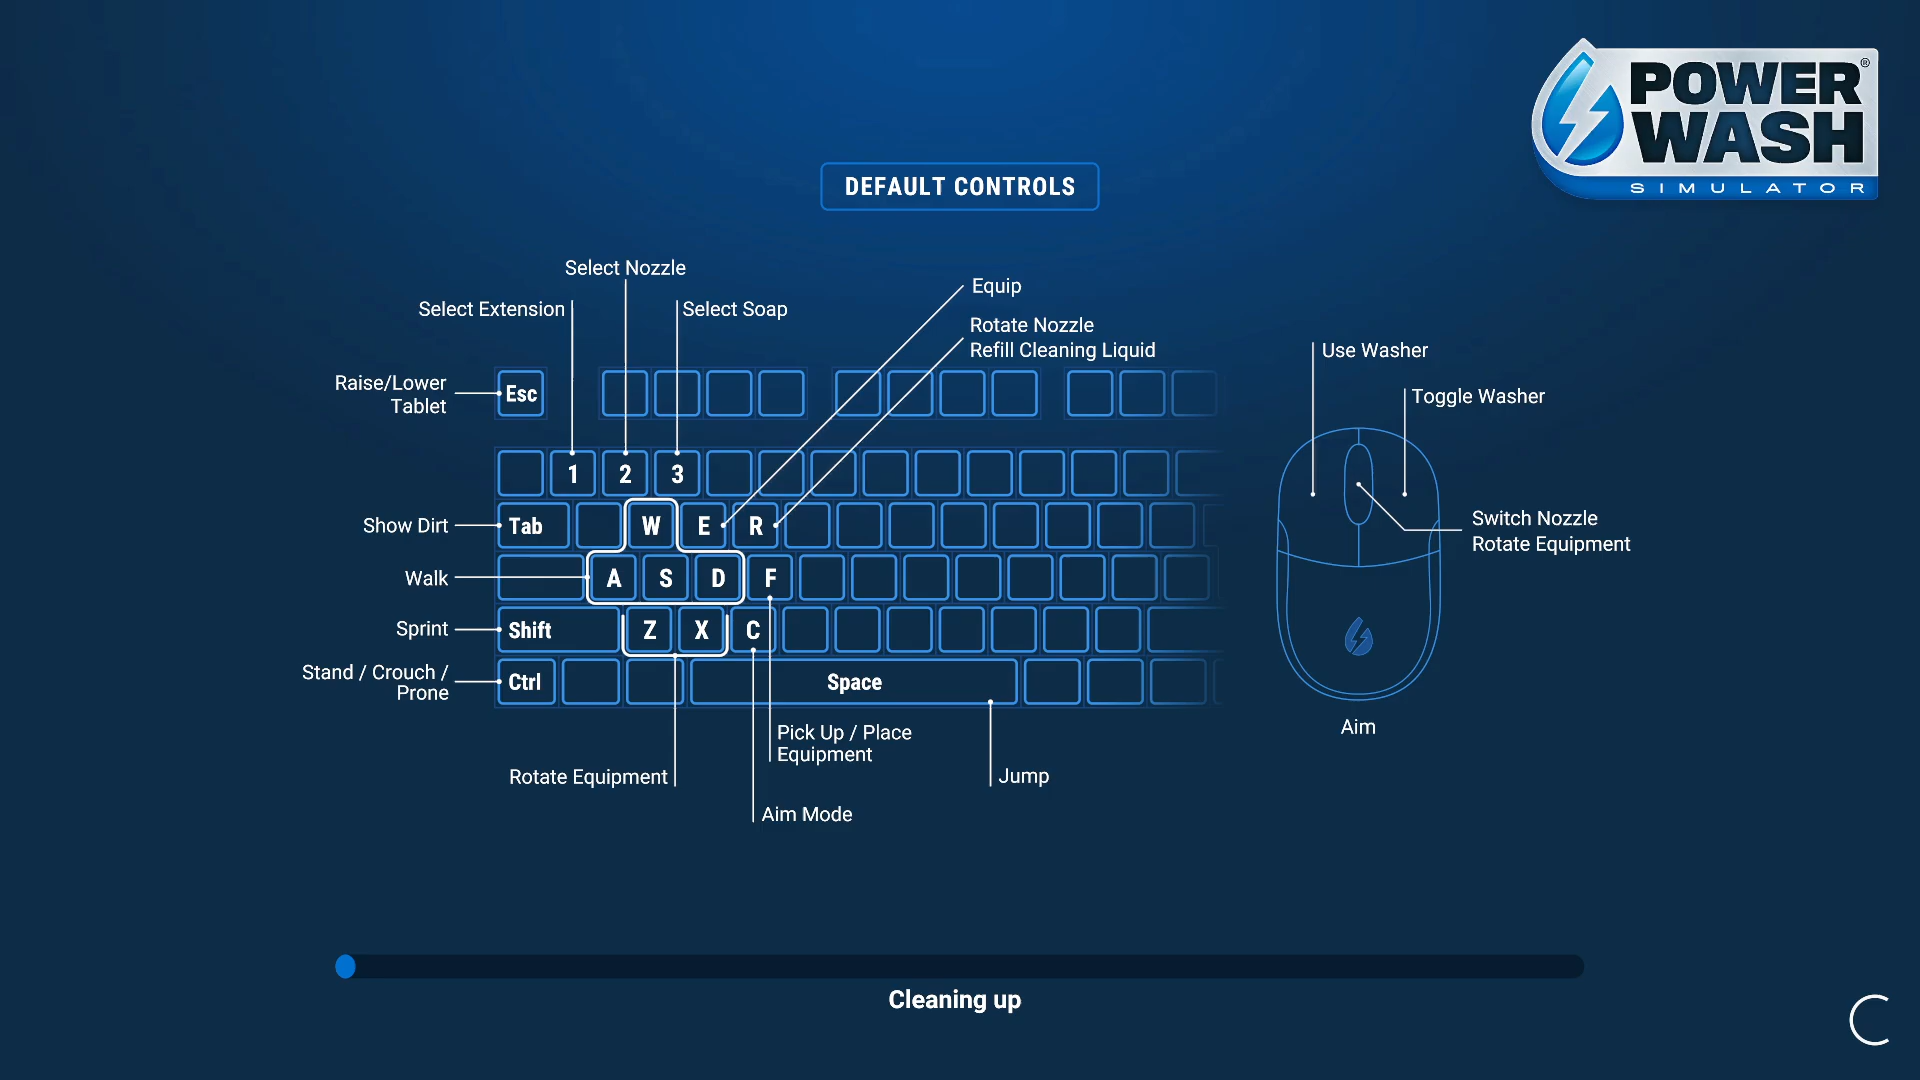 POWER®
WASH
SIMULATOR
DEFAULT CONTROLS
Select Nozzle
Select Extension
Select Soap
Equip
Rotate Nozzle
Refill Cleaning Liquid
Use Washer
Toggle Washer
Raise/Lower
Tablet
Esc
1
2
3
Show Dirt
Tab
W
E
R
Switch Nozzle
Rotate Equipment
Walk
A
S
D
F
Sprint
Shift
Z
X
C
Stand / Crouch /
Prone
Ctrl
Space
Aim
Pick Up / Place
Equipment
Rotate Equipment
Jump
Aim Mode
Cleaning up